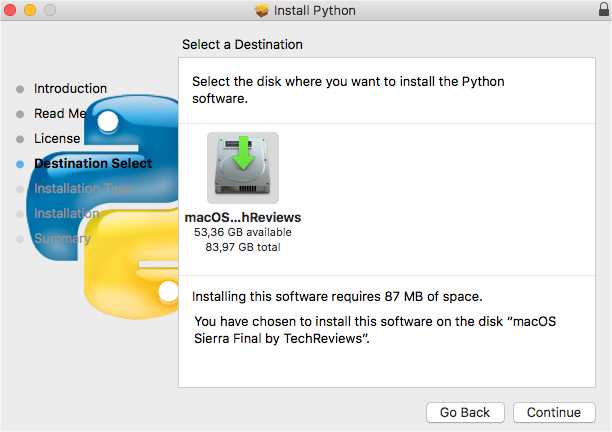 Install Python
Select a Destination
Introduction
Read Me
License
Destination Select
Installation Type
Installation
Summary
Select the disk where you want to install the Python
software.
macOS...hReviews
53,36 GB available
83,97 GB total
Installing this software requires 87 MB of space.
You have chosen to install this software on the disk “macOS
Sierra Final by TechReviews”.
Go Back
Continue